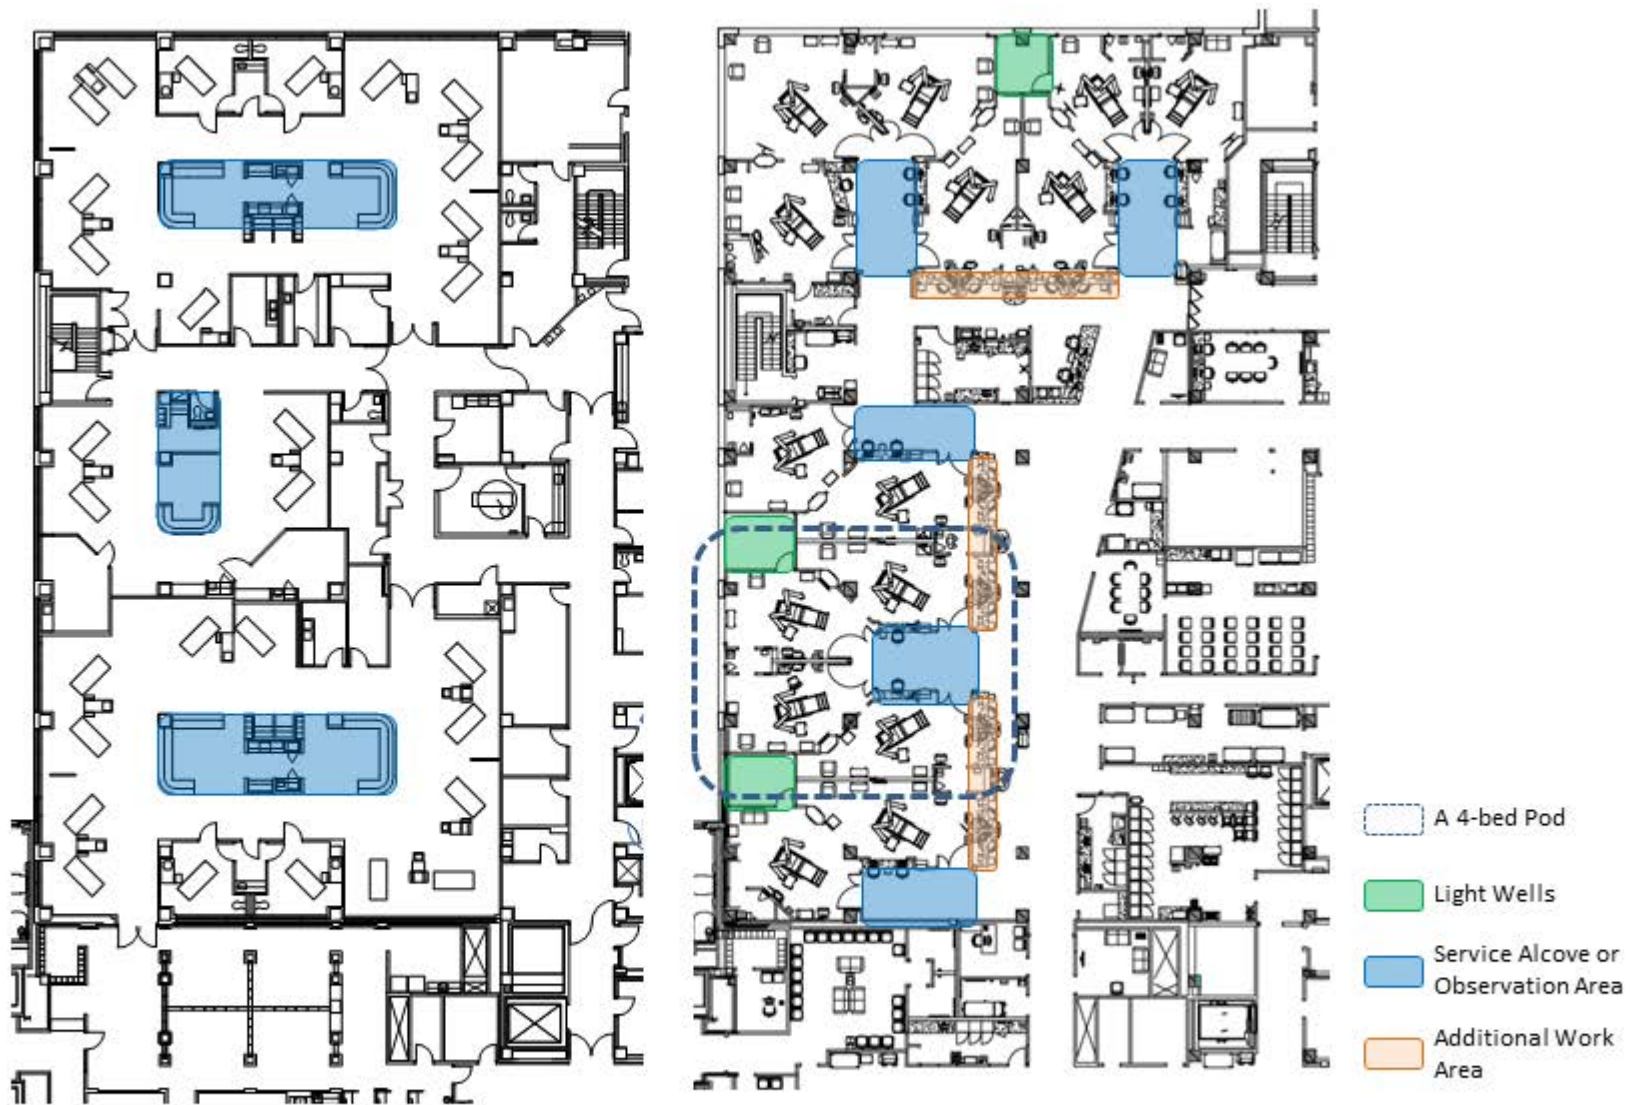 A 4-bed Pod
Light Wells
Service Alcove or
Observation Area
Additional Work
Area